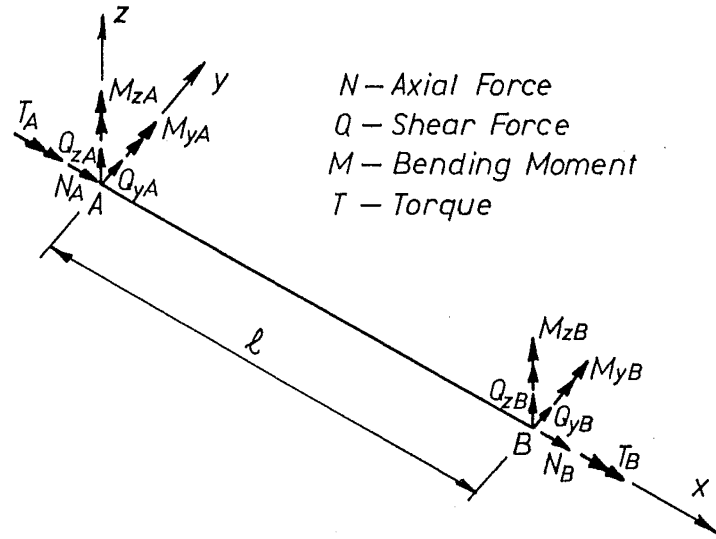 z
y
M_zA
M_yA
T_A
Q_zA
N_A
Q_yA
A
N – Axial Force
Q – Shear Force
M – Bending Moment
T – Torque
ℓ
M_zB
M_yB
Q_zB
Q_yB
B
N_B
T_B
x